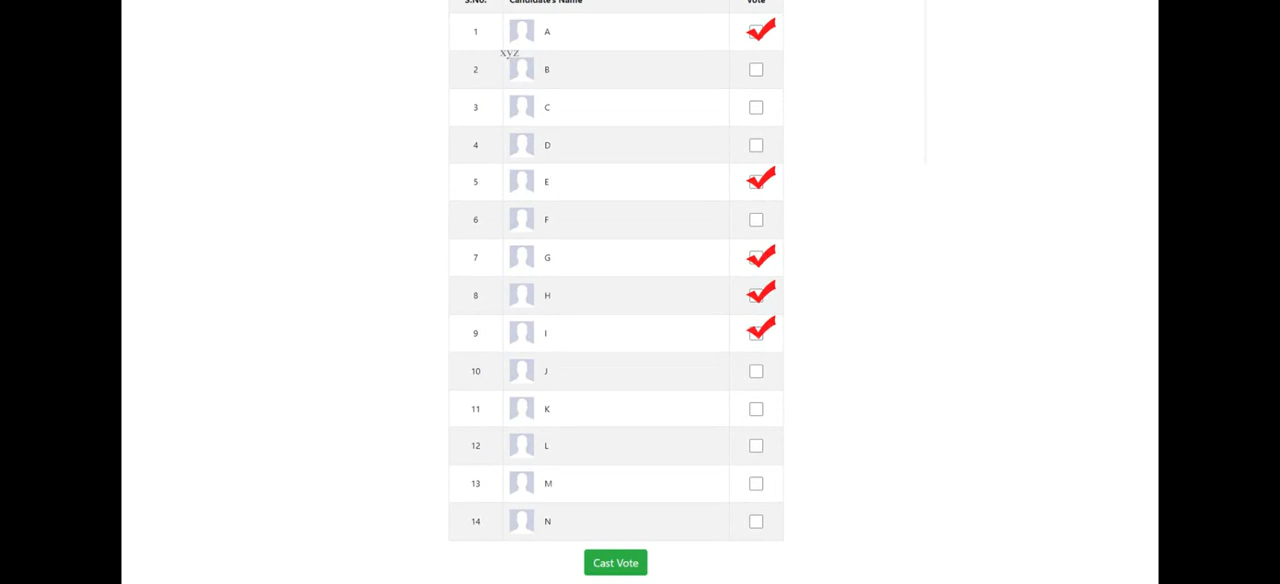 S.No. Candidate's Name Vote
1 A
xyz
2 B
3 C
4 D
5 E
6 F
7 G
8 H
9 I
10 J
11 K
12 L
13 M
14 N
Cast Vote